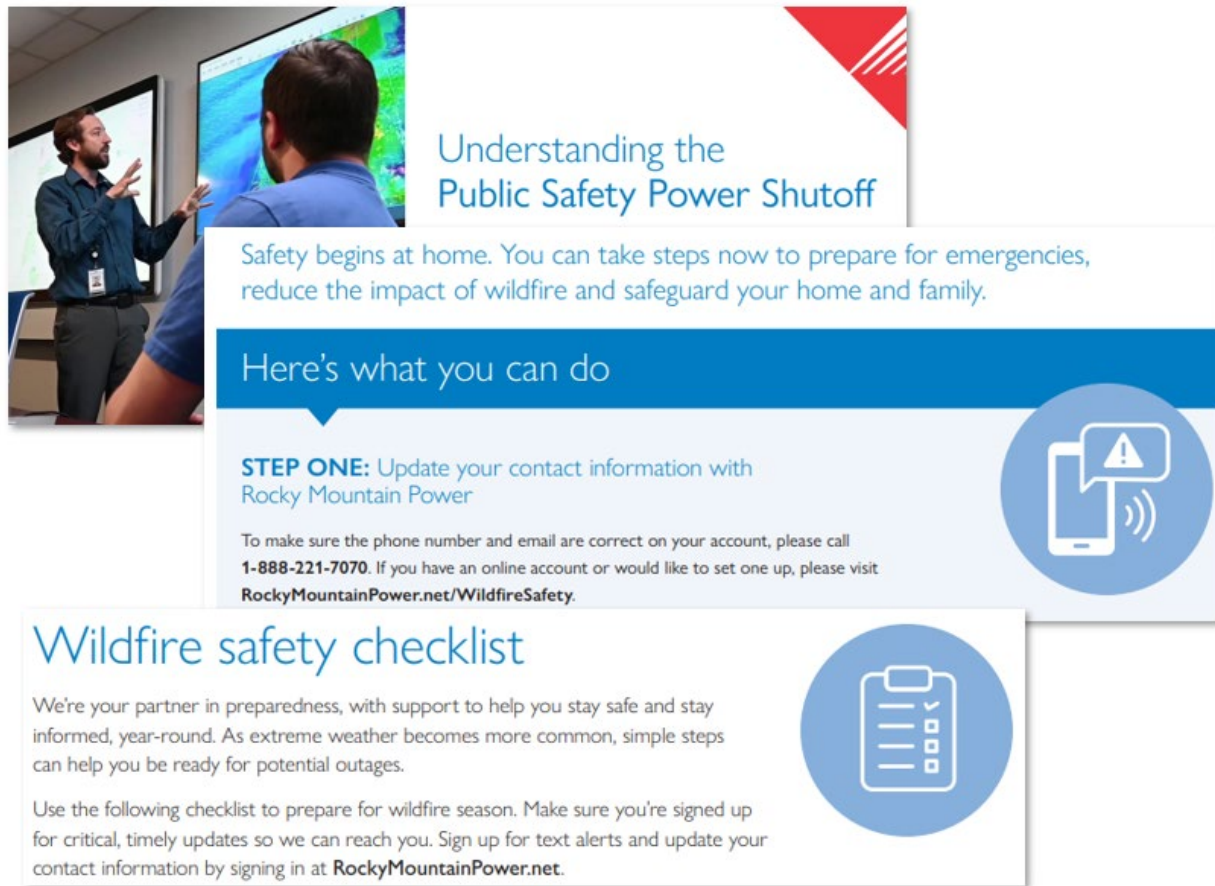 Understanding the
Public Safety Power Shutoff
Safety begins at home. You can take steps now to prepare for emergencies,
reduce the impact of wildfire and safeguard your home and family.
Here’s what you can do
STEP ONE: Update your contact information with
Rocky Mountain Power
To make sure the phone number and email are correct on your account, please call
1-888-221-7070. If you have an online account or would like to set one up, please visit
RockyMountainPower.net/WildfireSafety.
Wildfire safety checklist
We’re your partner in preparedness, with support to help you stay safe and stay
informed, year-round. As extreme weather becomes more common, simple steps
can help you be ready for potential outages.
Use the following checklist to prepare for wildfire season. Make sure you’re signed up
for critical, timely updates so we can reach you. Sign up for text alerts and update your
contact information by signing in at RockyMountainPower.net.